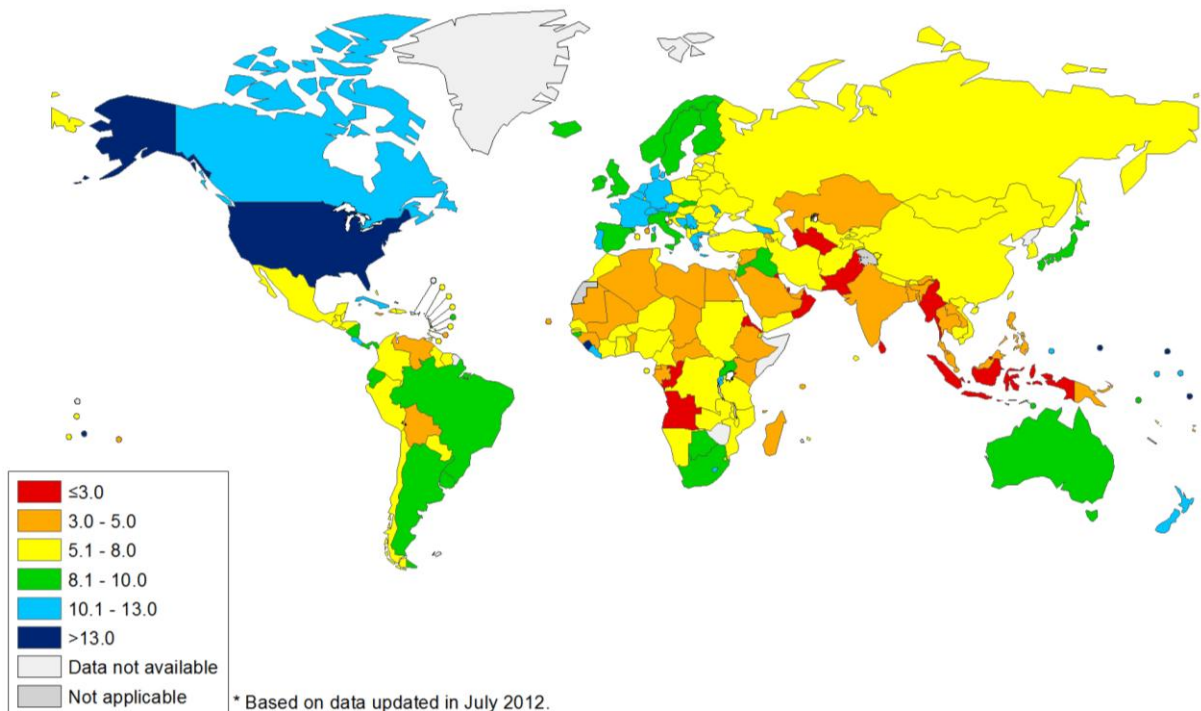 ≤3.0
3.0 - 5.0
5.1 - 8.0
8.1 - 10.0
10.1 - 13.0
>13.0
Data not available
Not applicable
* Based on data updated in July 2012.